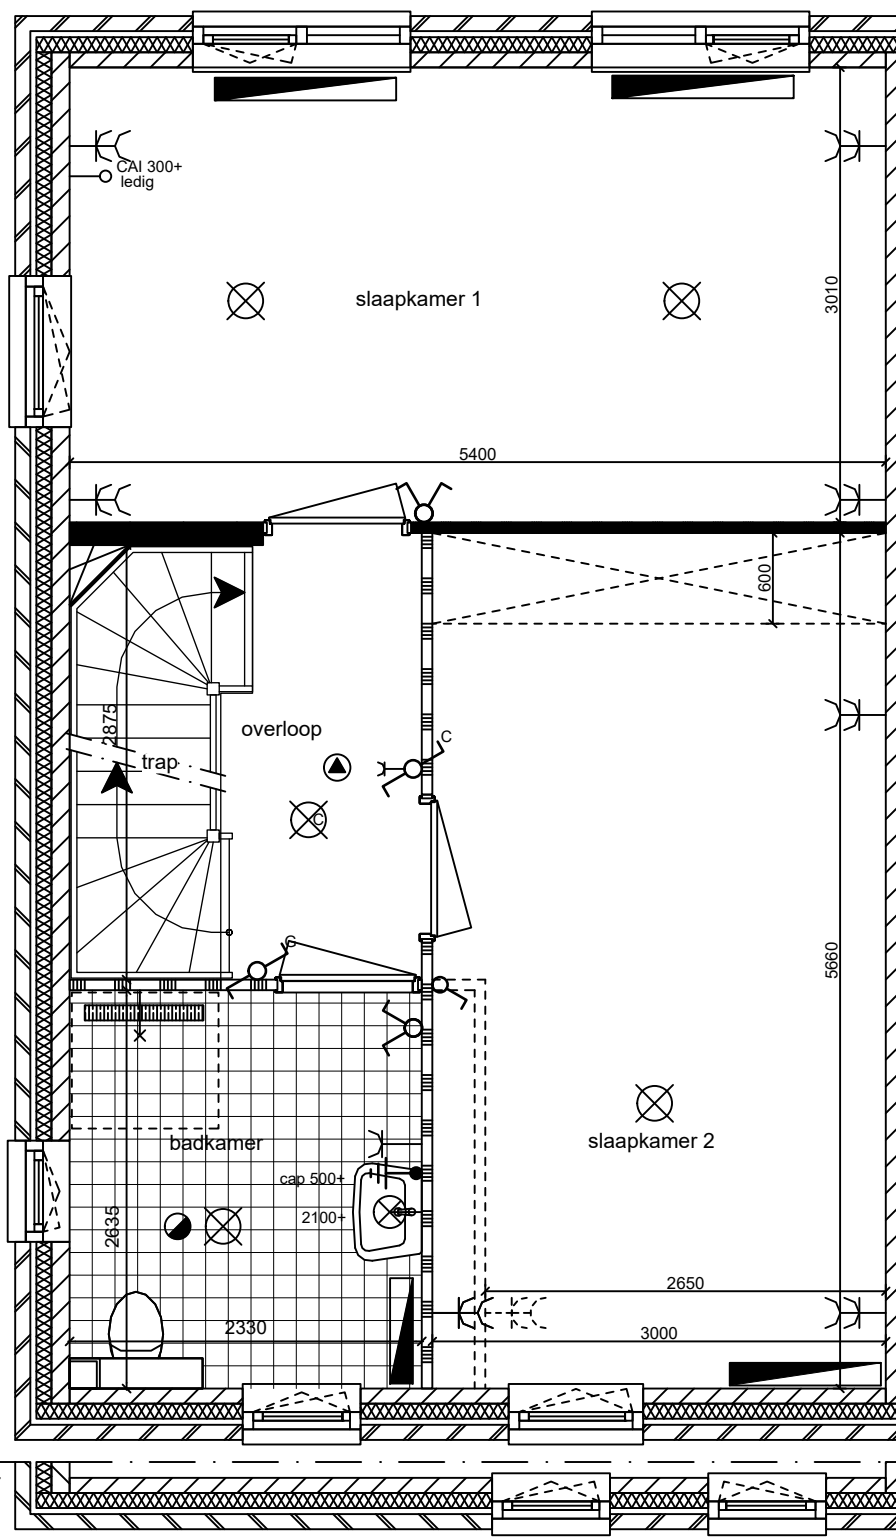 CAI 300+
ledig
slaapkamer 1
3010
5400
600
2875
overloop
C
trap
C
5660
C
badkamer
slaapkamer 2
cap 500+
2100+
2635
2650
2330
3000